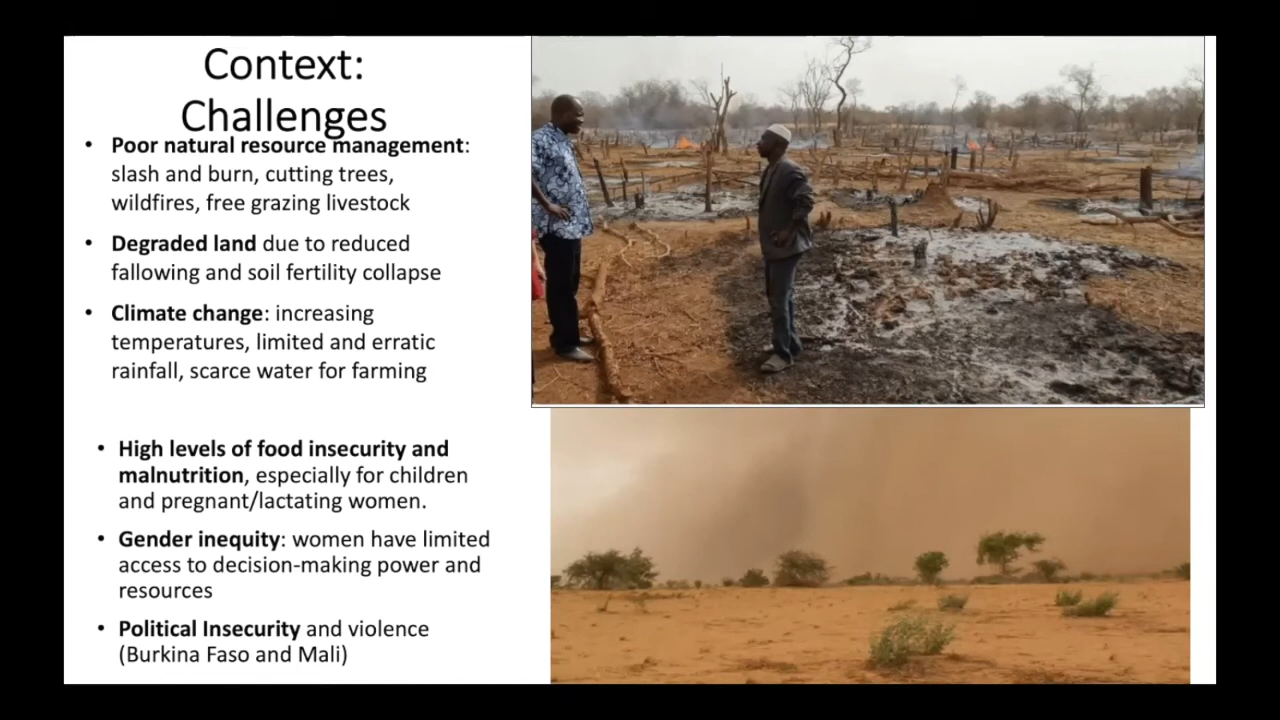 Context:
Challenges
• Poor natural resource management:
slash and burn, cutting trees,
wildfires, free grazing livestock
• Degraded land due to reduced
fallowing and soil fertility collapse
• Climate change: increasing
temperatures, limited and erratic
rainfall, scarce water for farming
• High levels of food insecurity and
malnutrition, especially for children
and pregnant/lactating women.
• Gender inequity: women have limited
access to decision-making power and
resources
• Political Insecurity and violence
(Burkina Faso and Mali)